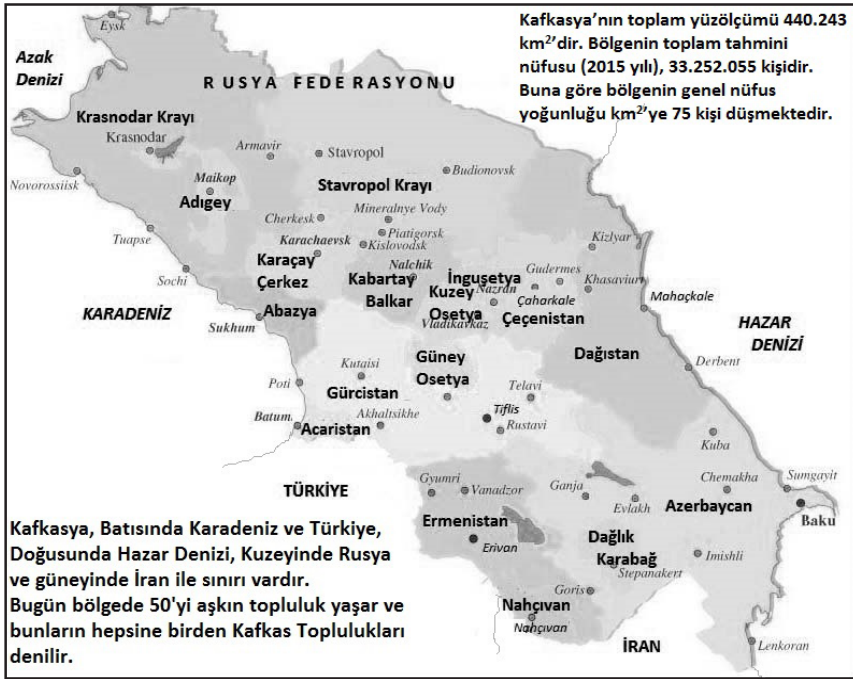 Kafkasya’nın toplam yüzölçümü 440.243
km²’dir. Bölgenin toplam tahmini
nüfusu (2015 yılı), 33.252.055 kişidir.
Buna göre bölgenin genel nüfus
yoğunluğu km²’ye 75 kişi düşmektedir.
Eysk
Azak
Denizi
RUSYA FEDERASYONU
Krasnodar Krayı
Krasnodar
Armavir
Stavropol
Budionovsk
Novorossiisk
Maikop
Adıgey
Stavropol Krayı
Mineralnye Vody
Cherkesk
Piatigorsk
Tuapse
Karachaevsk
Kislovodsk
Kizlyar
Karaçay
Çerkez
Nalchik
Kabartay
Balkar
İnguşetya
Gudermes
Sochi
Kuzey
Osetya
Nazran
Çaharkale
Khasaviurt
Mahaçkale
KARADENİZ
Abazya
Sukhum
Vladikavkaz
Çeçenistan
HAZAR
DENİZİ
Dağıstan
Güney
Osetya
Derbent
Kutaisi
Poti
Gürcistan
Telavi
Batum
Acaristan
Akhaltsikhe
Tiflis
Rustavi
Kuba
TÜRKİYE
Gyumri
Vanadzor
Ganja
Evlakh
Chemakha
Sumgayit
Azerbaycan
Baku
Ermenistan
Erivan
Dağlık
Karabağ
Stepanakert
Imishli
Goris
Nahçıvan
Nahçıvan
İRAN
Lenkoran
Kafkasya, Batısında Karadeniz ve Türkiye,
Doğusunda Hazar Denizi, Kuzeyinde Rusya
ve güneyinde İran ile sınırı vardır.
Bugün bölgede 50'yi aşkın topluluk yaşar ve
bunların hepsine birden Kafkas Toplulukları
denilir.